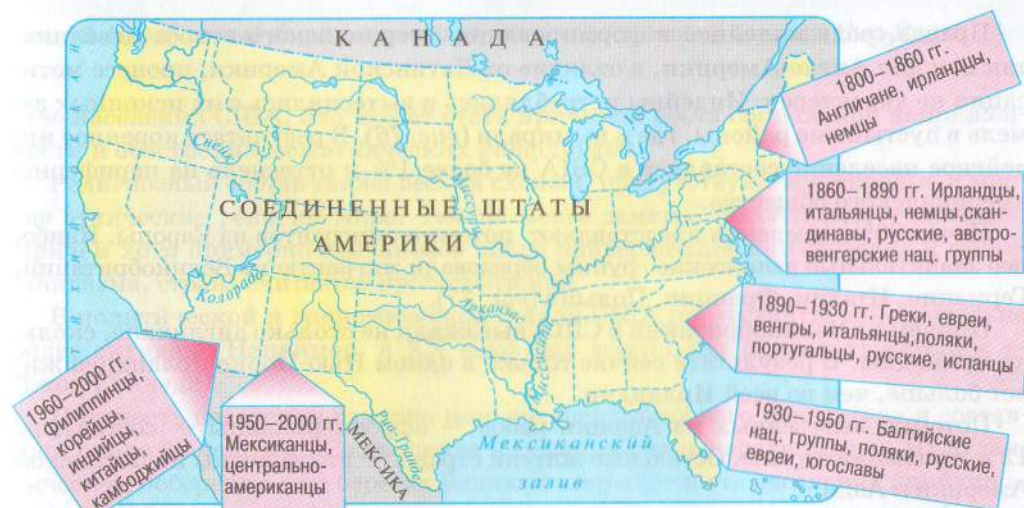 КАНАДА
1800–1860 гг.
Англичане, ирландцы,
немцы
Снейк
Миссури
СОЕДИНЕННЫЕ ШТАТЫ
АМЕРИКИ
1860–1890 гг. Ирландцы,
итальянцы, немцы,скан-
динавы, русские, австро-
венгерские нац. группы
Колорадо
Арканзас
Миссисипи
1890–1930 гг. Греки, евреи,
венгры, итальянцы,поляки,
португальцы, русские, испанцы
1960–2000 гг.
Филиппинцы,
корейцы,
индийцы,
китайцы,
камбоджийцы
1950–2000 гг.
Мексиканцы,
центрально-
американцы
Рио-Гранде
МЕКСИКА
Мексиканский
залив
1930–1950 гг. Балтийские
нац. группы, поляки, русские,
евреи, югославы